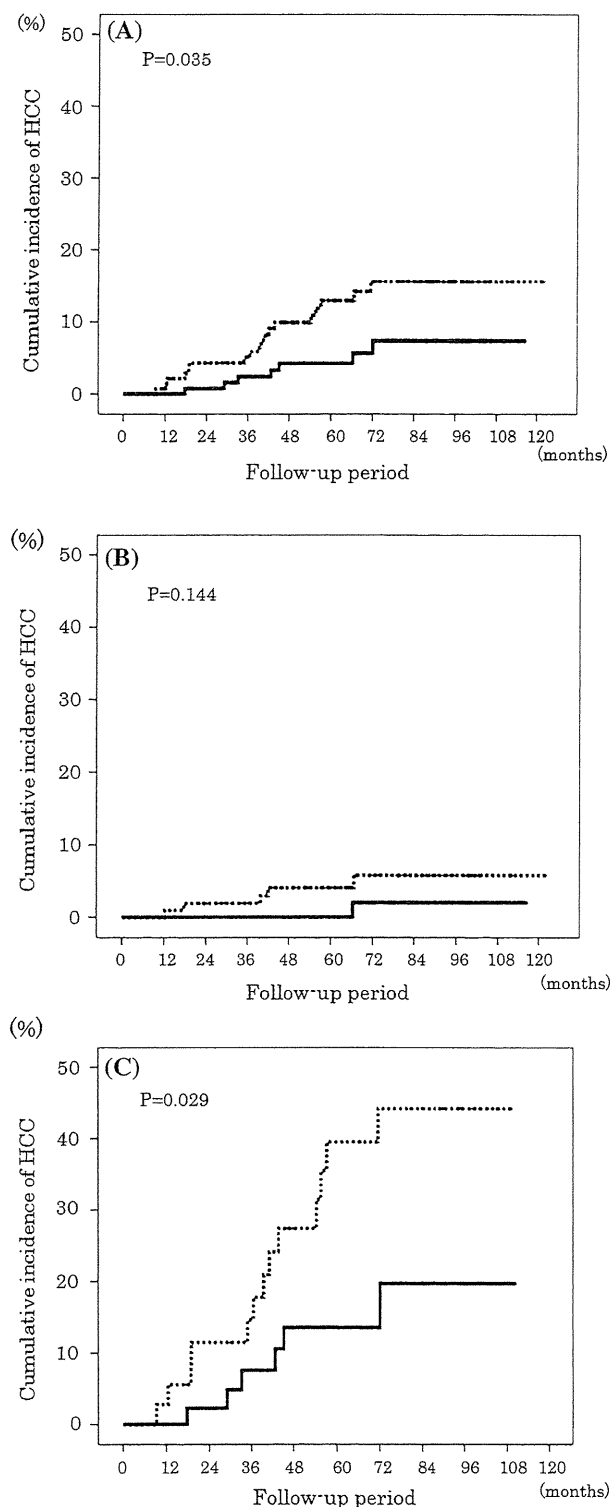 (%)
(A)
P=0.035
50
40
30
20
10
0
Cumulative incidence of HCC
0 12 24 36 48 60 72 84 96 108 120
(months)
Follow-up period
(%)
(B)
P=0.144
50
40
30
20
10
0
Cumulative incidence of HCC
0 12 24 36 48 60 72 84 96 108 120
(months)
Follow-up period
(%)
(C)
P=0.029
50
40
30
20
10
0
Cumulative incidence of HCC
0 12 24 36 48 60 72 84 96 108 120
(months)
Follow-up period